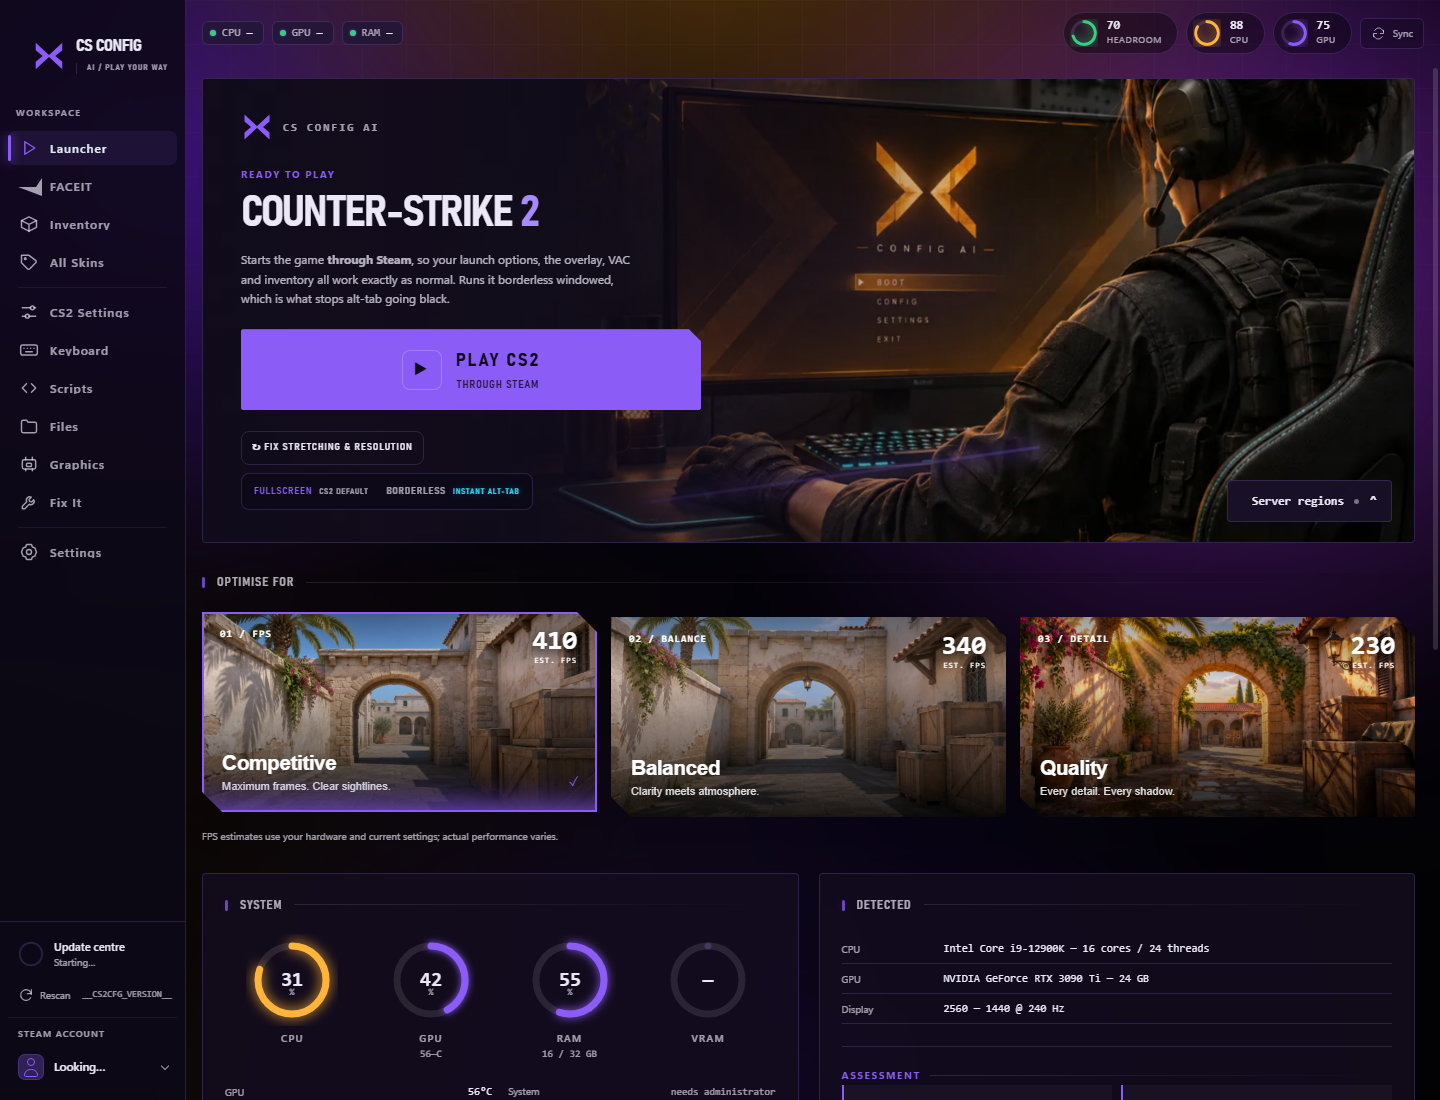 CS CONFIG
AI / PLAY YOUR WAY
WORKSPACE
Launcher
FACEIT
Inventory
All Skins
CS2 Settings
Keyboard
Scripts
Files
Graphics
Fix It
Settings
Update centre
Starting...
Rescan __CS2CFG_VERSION__
STEAM ACCOUNT
Looking...
CPU —
GPU —
RAM —
70
HEADROOM
88
CPU
75
GPU
Sync
CS CONFIG AI
READY TO PLAY
COUNTER-STRIKE 2
Starts the game through Steam, so your launch options, the overlay, VAC
and inventory all work exactly as normal. Runs it borderless windowed,
which is what stops alt-tab going black.
PLAY CS2
THROUGH STEAM
↻ FIX STRETCHING & RESOLUTION
FULLSCREEN CS2 DEFAULT BORDERLESS INSTANT ALT-TAB
— CONFIG AI —
BOOT
CONFIG
SETTINGS
EXIT
Server regions • ^
OPTIMISE FOR
01 / FPS
410
EST. FPS
Competitive
Maximum frames. Clear sightlines.
✓
02 / BALANCE
340
EST. FPS
Balanced
Clarity meets atmosphere.
03 / DETAIL
230
EST. FPS
Quality
Every detail. Every shadow.
FPS estimates use your hardware and current settings; actual performance varies.
SYSTEM
31
%
CPU
42
%
GPU
56—C
55
%
RAM
16 / 32 GB
—
VRAM
GPU 56°C
System needs administrator
DETECTED
CPU Intel Core i9-12900K — 16 cores / 24 threads
GPU NVIDIA GeForce RTX 3090 Ti — 24 GB
Display 2560 — 1440 @ 240 Hz
ASSESSMENT